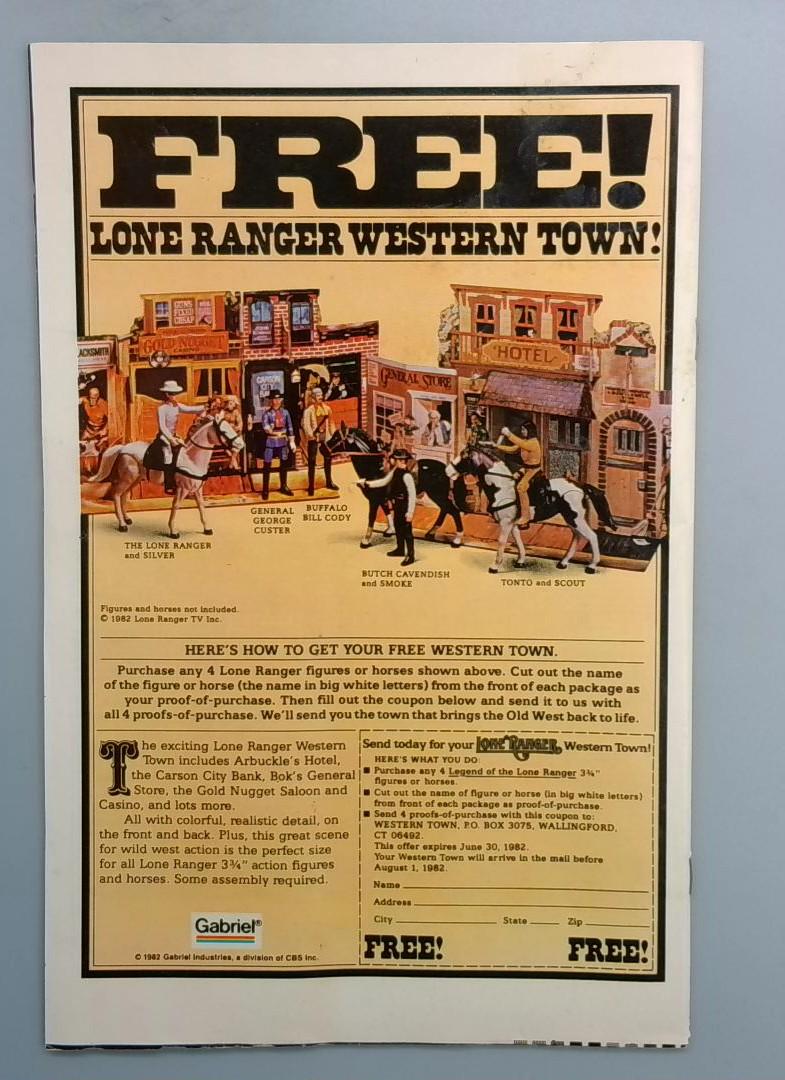 FREE!
LONE RANGER WESTERN TOWN!
GUNS
FIXED
CHEAP
GOLD NUGGET
CASINO
ACKSMITH
CARSON
CITY
GENERAL STORE
HOTEL
GENERAL
GEORGE
CUSTER
BUFFALO
BILL CODY
THE LONE RANGER
and SILVER
BUTCH CAVENDISH
and SMOKE
TONTO and SCOUT
Figures and horses not included.
© 1982 Lone Ranger TV Inc.
HERE'S HOW TO GET YOUR FREE WESTERN TOWN.
Purchase any 4 Lone Ranger figures or horses shown above. Cut out the name
of the figure or horse (the name in big white letters) from the front of each package as
your proof-of-purchase. Then fill out the coupon below and send it to us with
all 4 proofs-of-purchase. We'll send you the town that brings the Old West back to life.
The exciting Lone Ranger Western
Town includes Arbuckle's Hotel,
the Carson City Bank, Bok's General
Store, the Gold Nugget Saloon and
Casino, and lots more.
All with colorful, realistic detail, on
the front and back. Plus, this great scene
for wild west action is the perfect size
for all Lone Ranger 3¾" action figures
and horses. Some assembly required.
Gabriel®
© 1982 Gabriel Industries, a division of CBS Inc.
Send today for your LONE RANGER Western Town!
HERE'S WHAT YOU DO:
■ Purchase any 4 Legend of the Lone Ranger 3¾"
figures or horses.
■ Cut out the name of figure or horse (in big white letters)
from front of each package as proof-of-purchase.
■ Send 4 proofs-of-purchase with this coupon to:
WESTERN TOWN, P.O. BOX 3075, WALLINGFORD,
CT 06492.
This offer expires June 30, 1982.
Your Western Town will arrive in the mail before
August 1, 1982.
Name
Address
City State Zip
FREE! FREE!